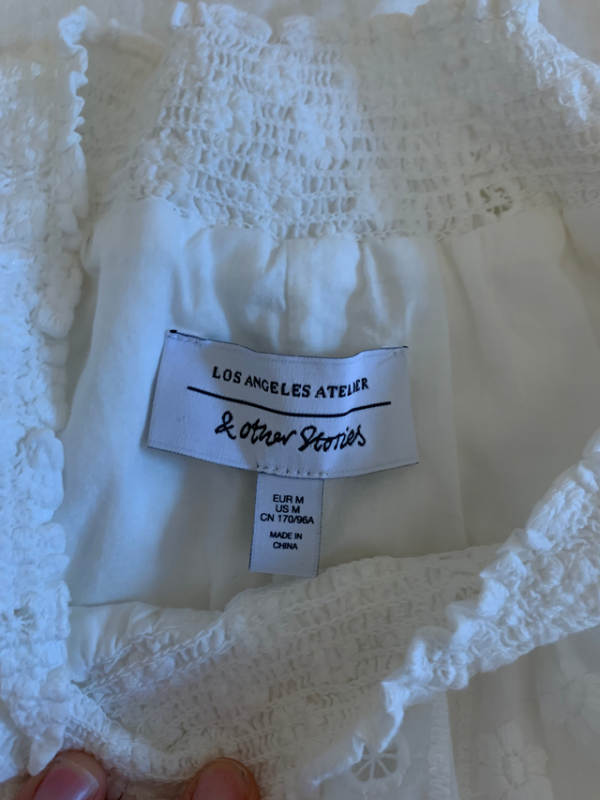 LOS ANGELES ATELIER
& other Stories
EUR M
US M
CN 170/96A
MADE IN
CHINA